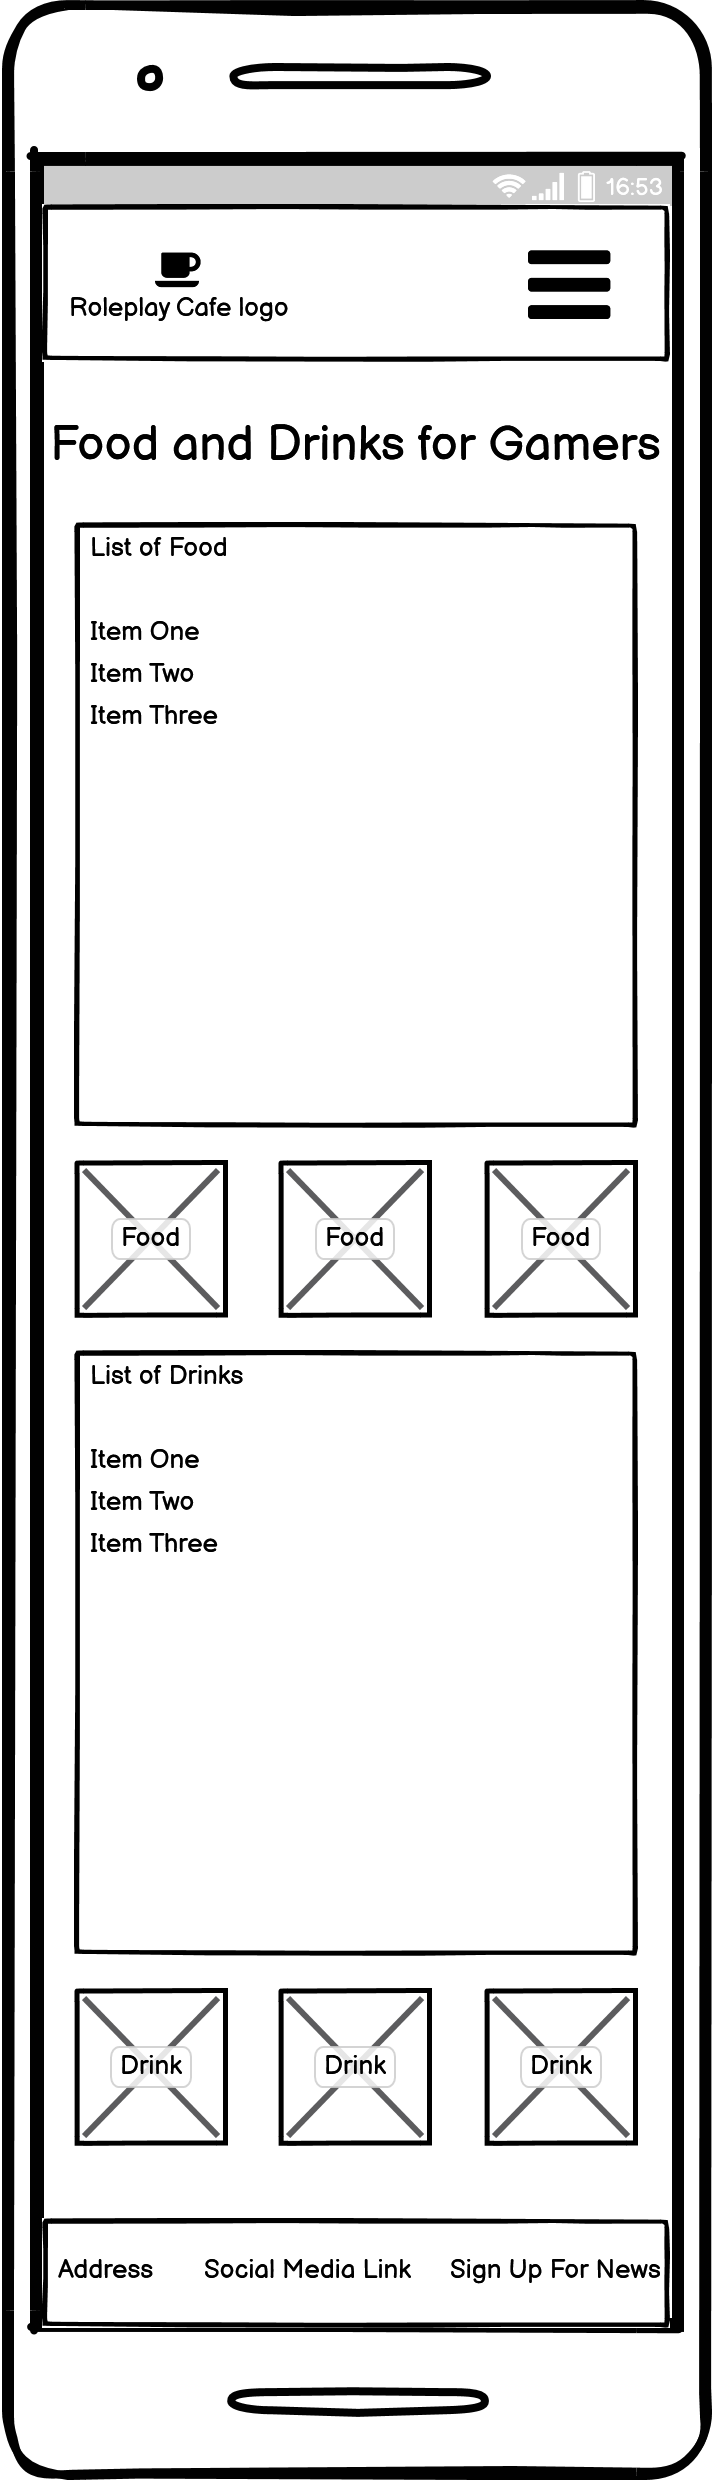 16:53
Roleplay Cafe logo
Food and Drinks for Gamers
List of Food
Item One
Item Two
Item Three
Food Food Food
List of Drinks
Item One
Item Two
Item Three
Drink Drink Drink
Address Social Media Link Sign Up For News